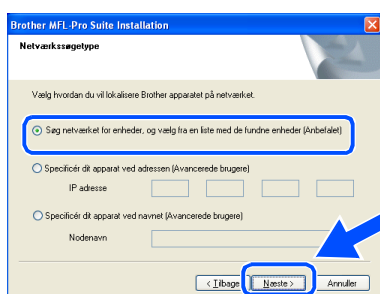 Brother MFL-Pro Suite Installation
Netværkssøgetype
Vælg hvordan du vil lokalisere Brother apparatet på netværket.
Søg netværket for enheder, og vælg fra en liste med de fundne enheder (Anbefalet)
Specificér dit apparat ved adressen (Avancerede brugere)
IP adresse
Specificér dit apparat ved navnet (Avancerede brugere)
Nodenavn
< Tilbage Næste > Annuller